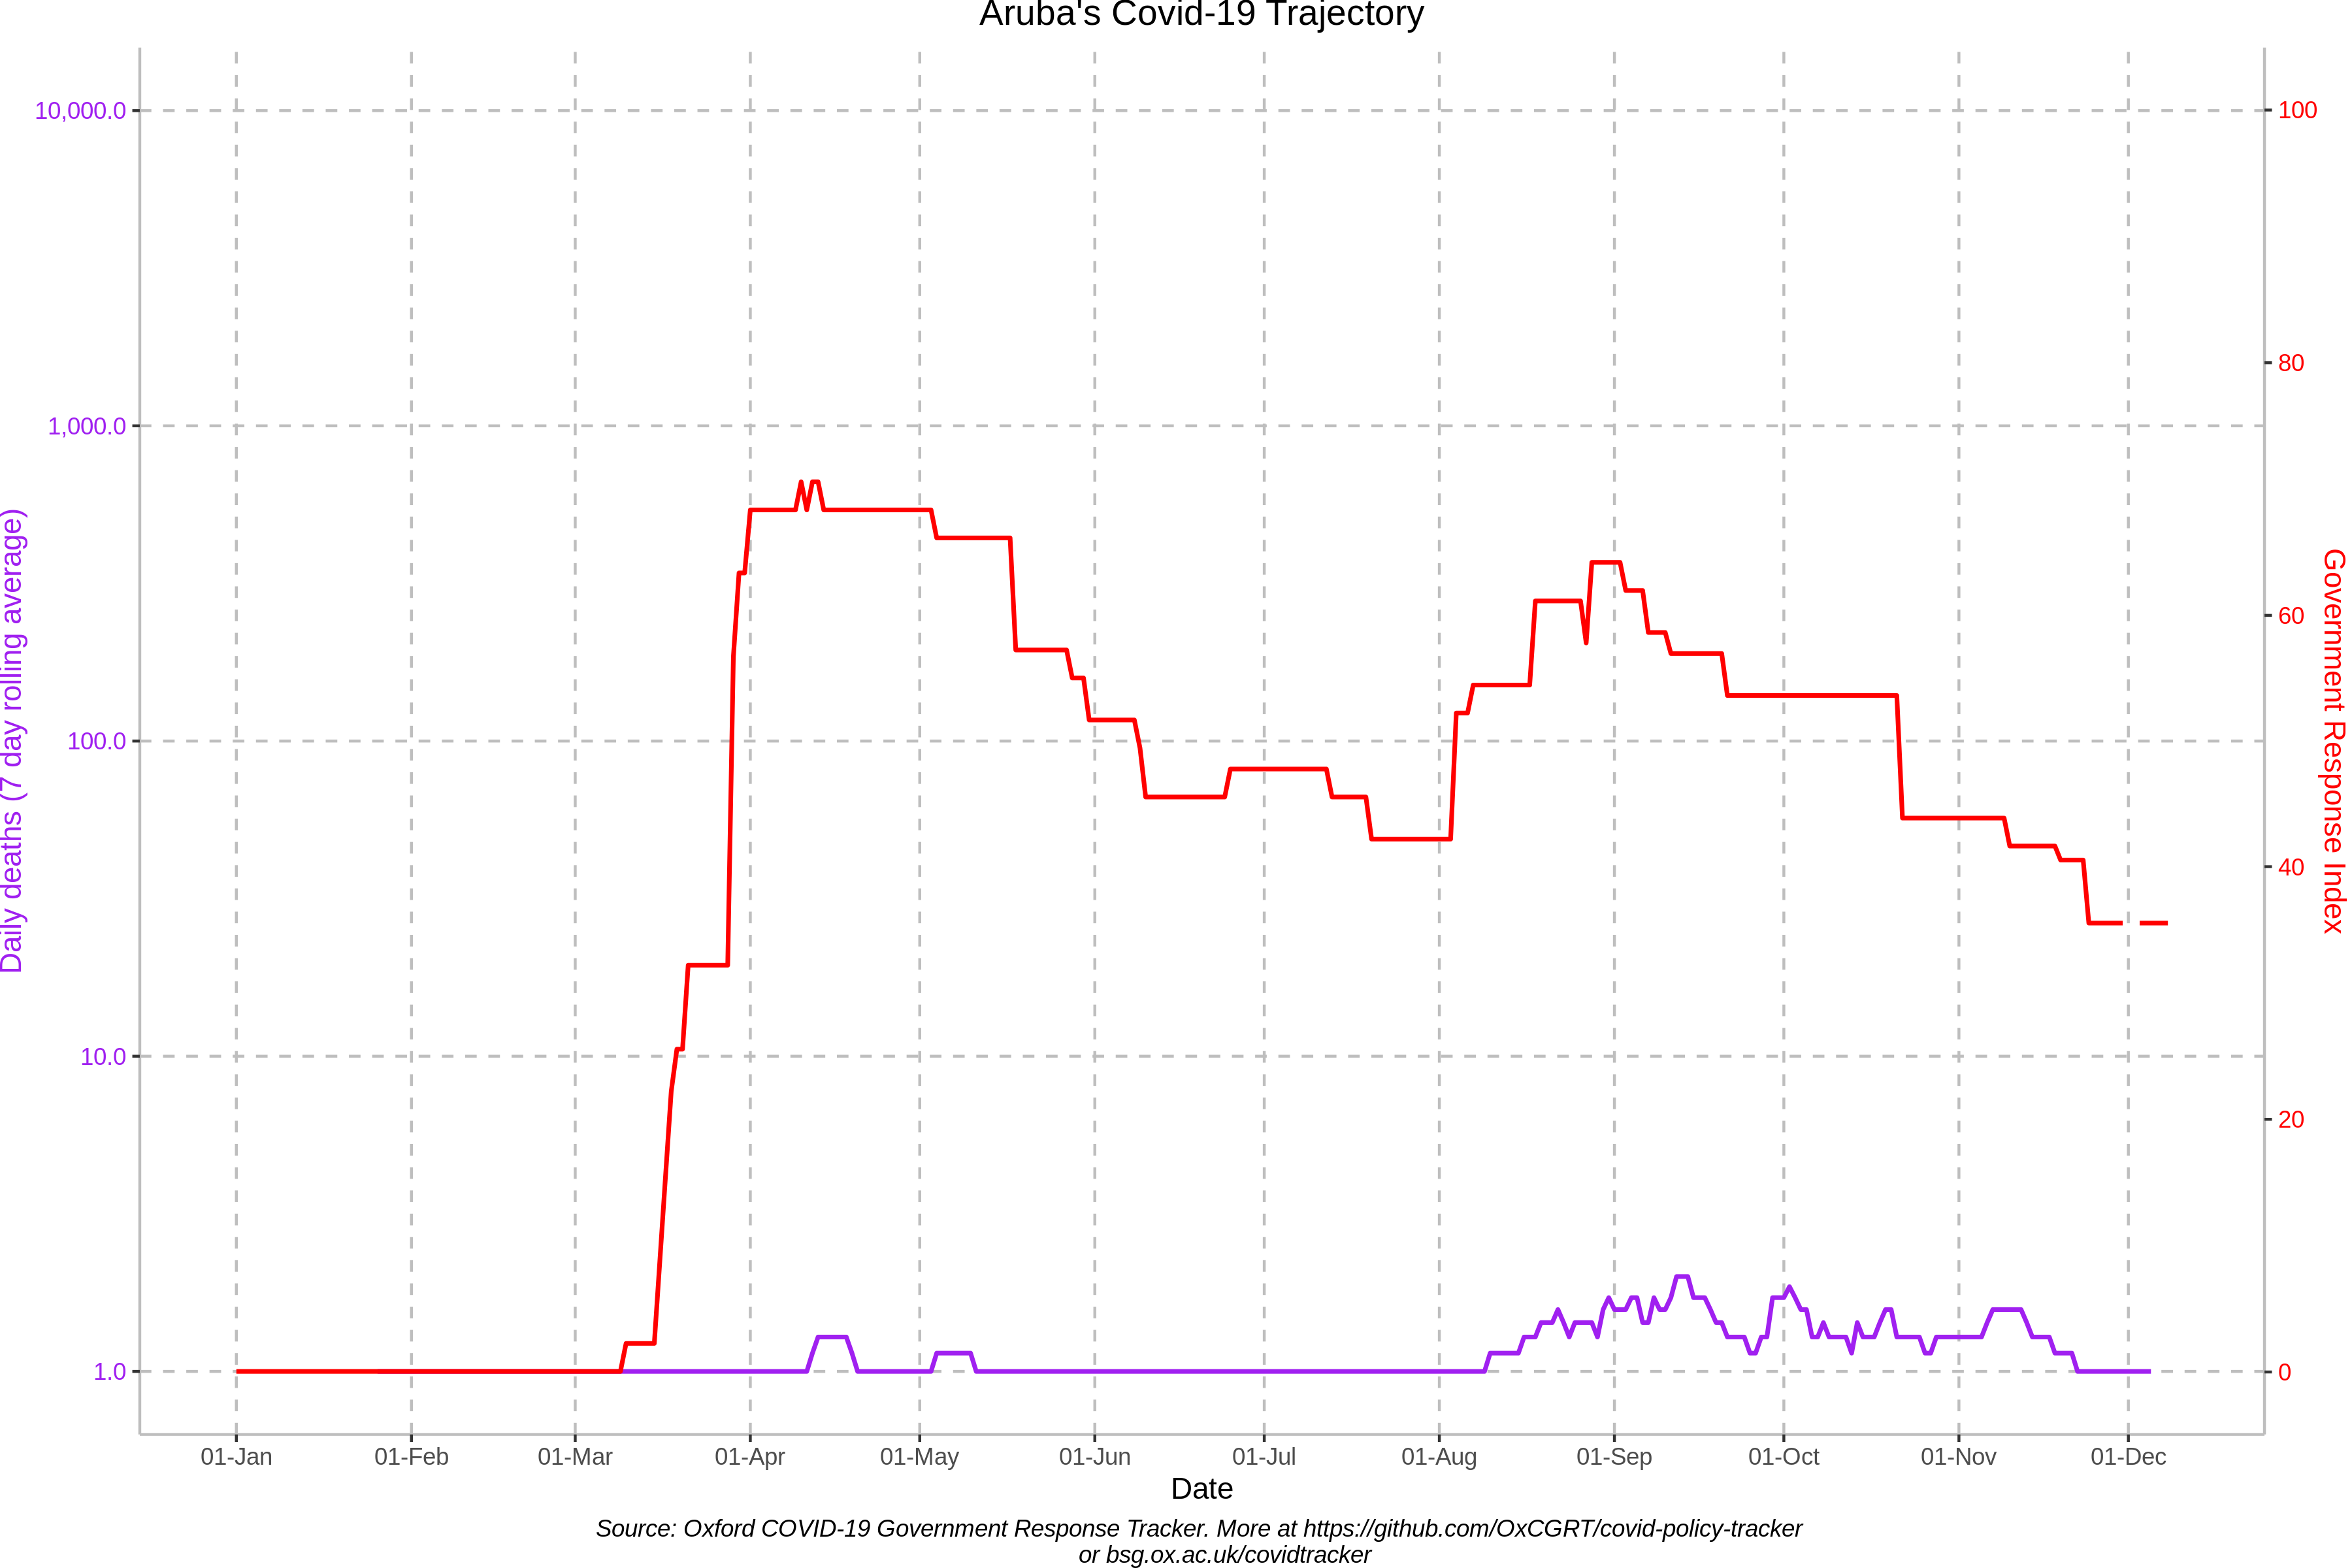 Aruba's Covid-19 Trajectory
10,000.0
1,000.0
100.0
10.0
1.0
Daily deaths (7 day rolling average)
100
80
60
40
20
0
Government Response Index
01-Jan 01-Feb 01-Mar 01-Apr 01-May 01-Jun 01-Jul 01-Aug 01-Sep 01-Oct 01-Nov 01-Dec
Date
Source: Oxford COVID-19 Government Response Tracker. More at https://github.com/OxCGRT/covid-policy-tracker
or bsg.ox.ac.uk/covidtracker